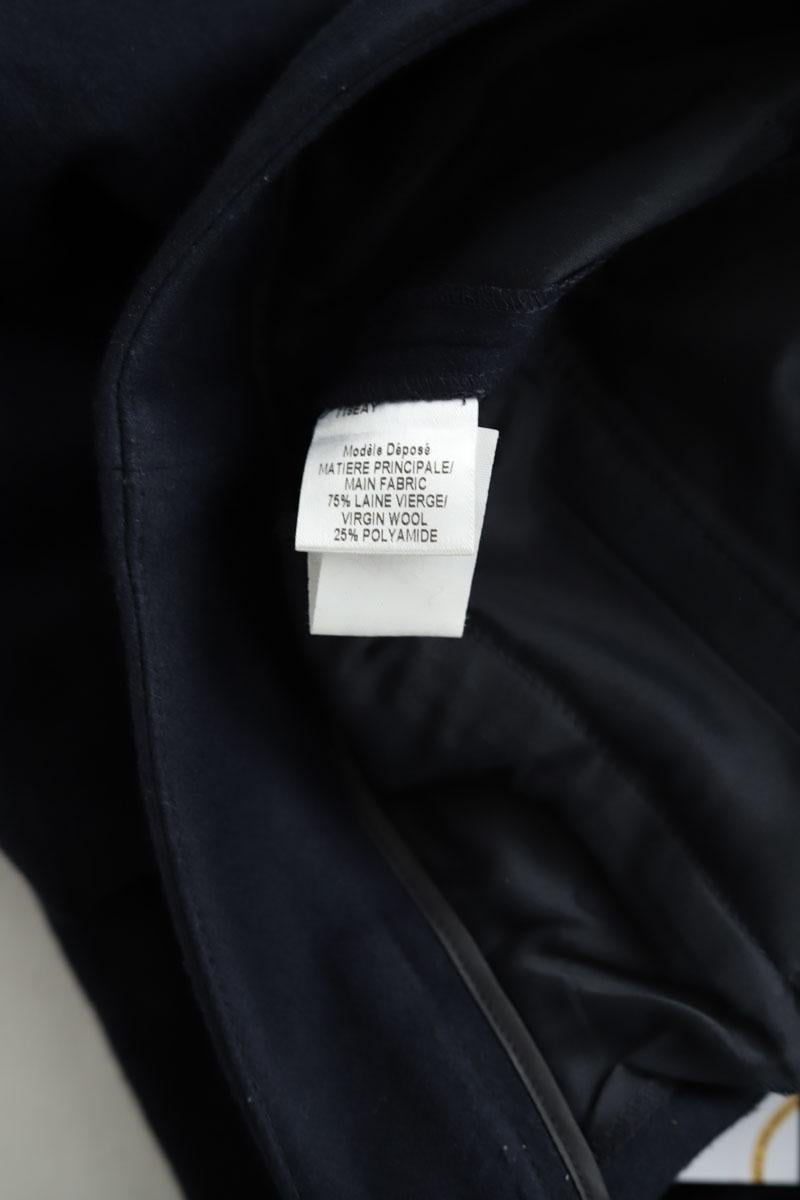 Modèle Déposé
MATIERE PRINCIPALE/
MAIN FABRIC
75% LAINE VIERGE/
VIRGIN WOOL
25% POLYAMIDE